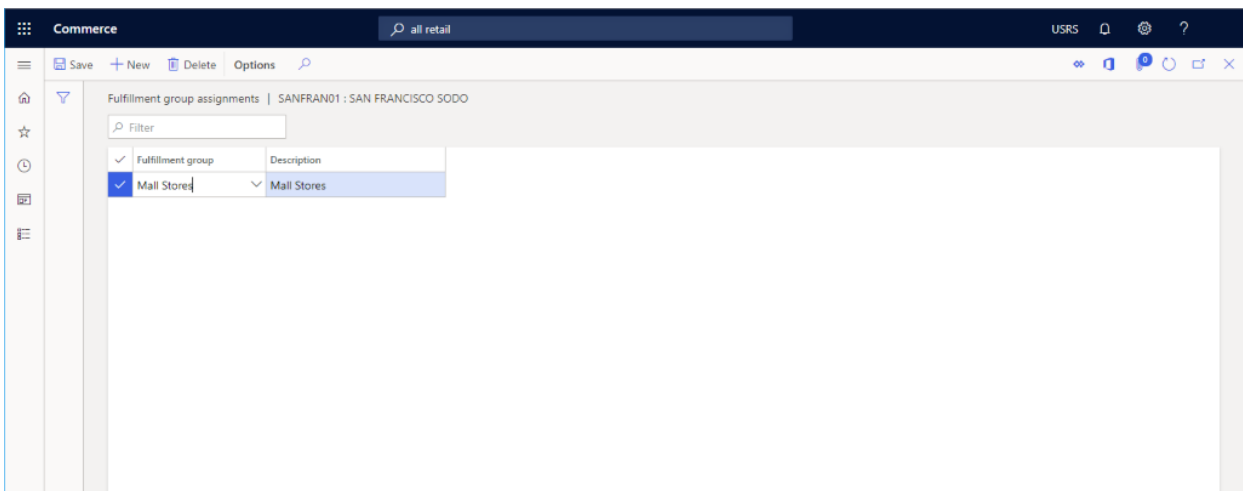 Commerce all retail USRS ?
Save New Delete Options 0
Fulfillment group assignments | SANFRAN01 : SAN FRANCISCO SODO
Filter
Fulfillment group Description
Mall Stores Mall Stores